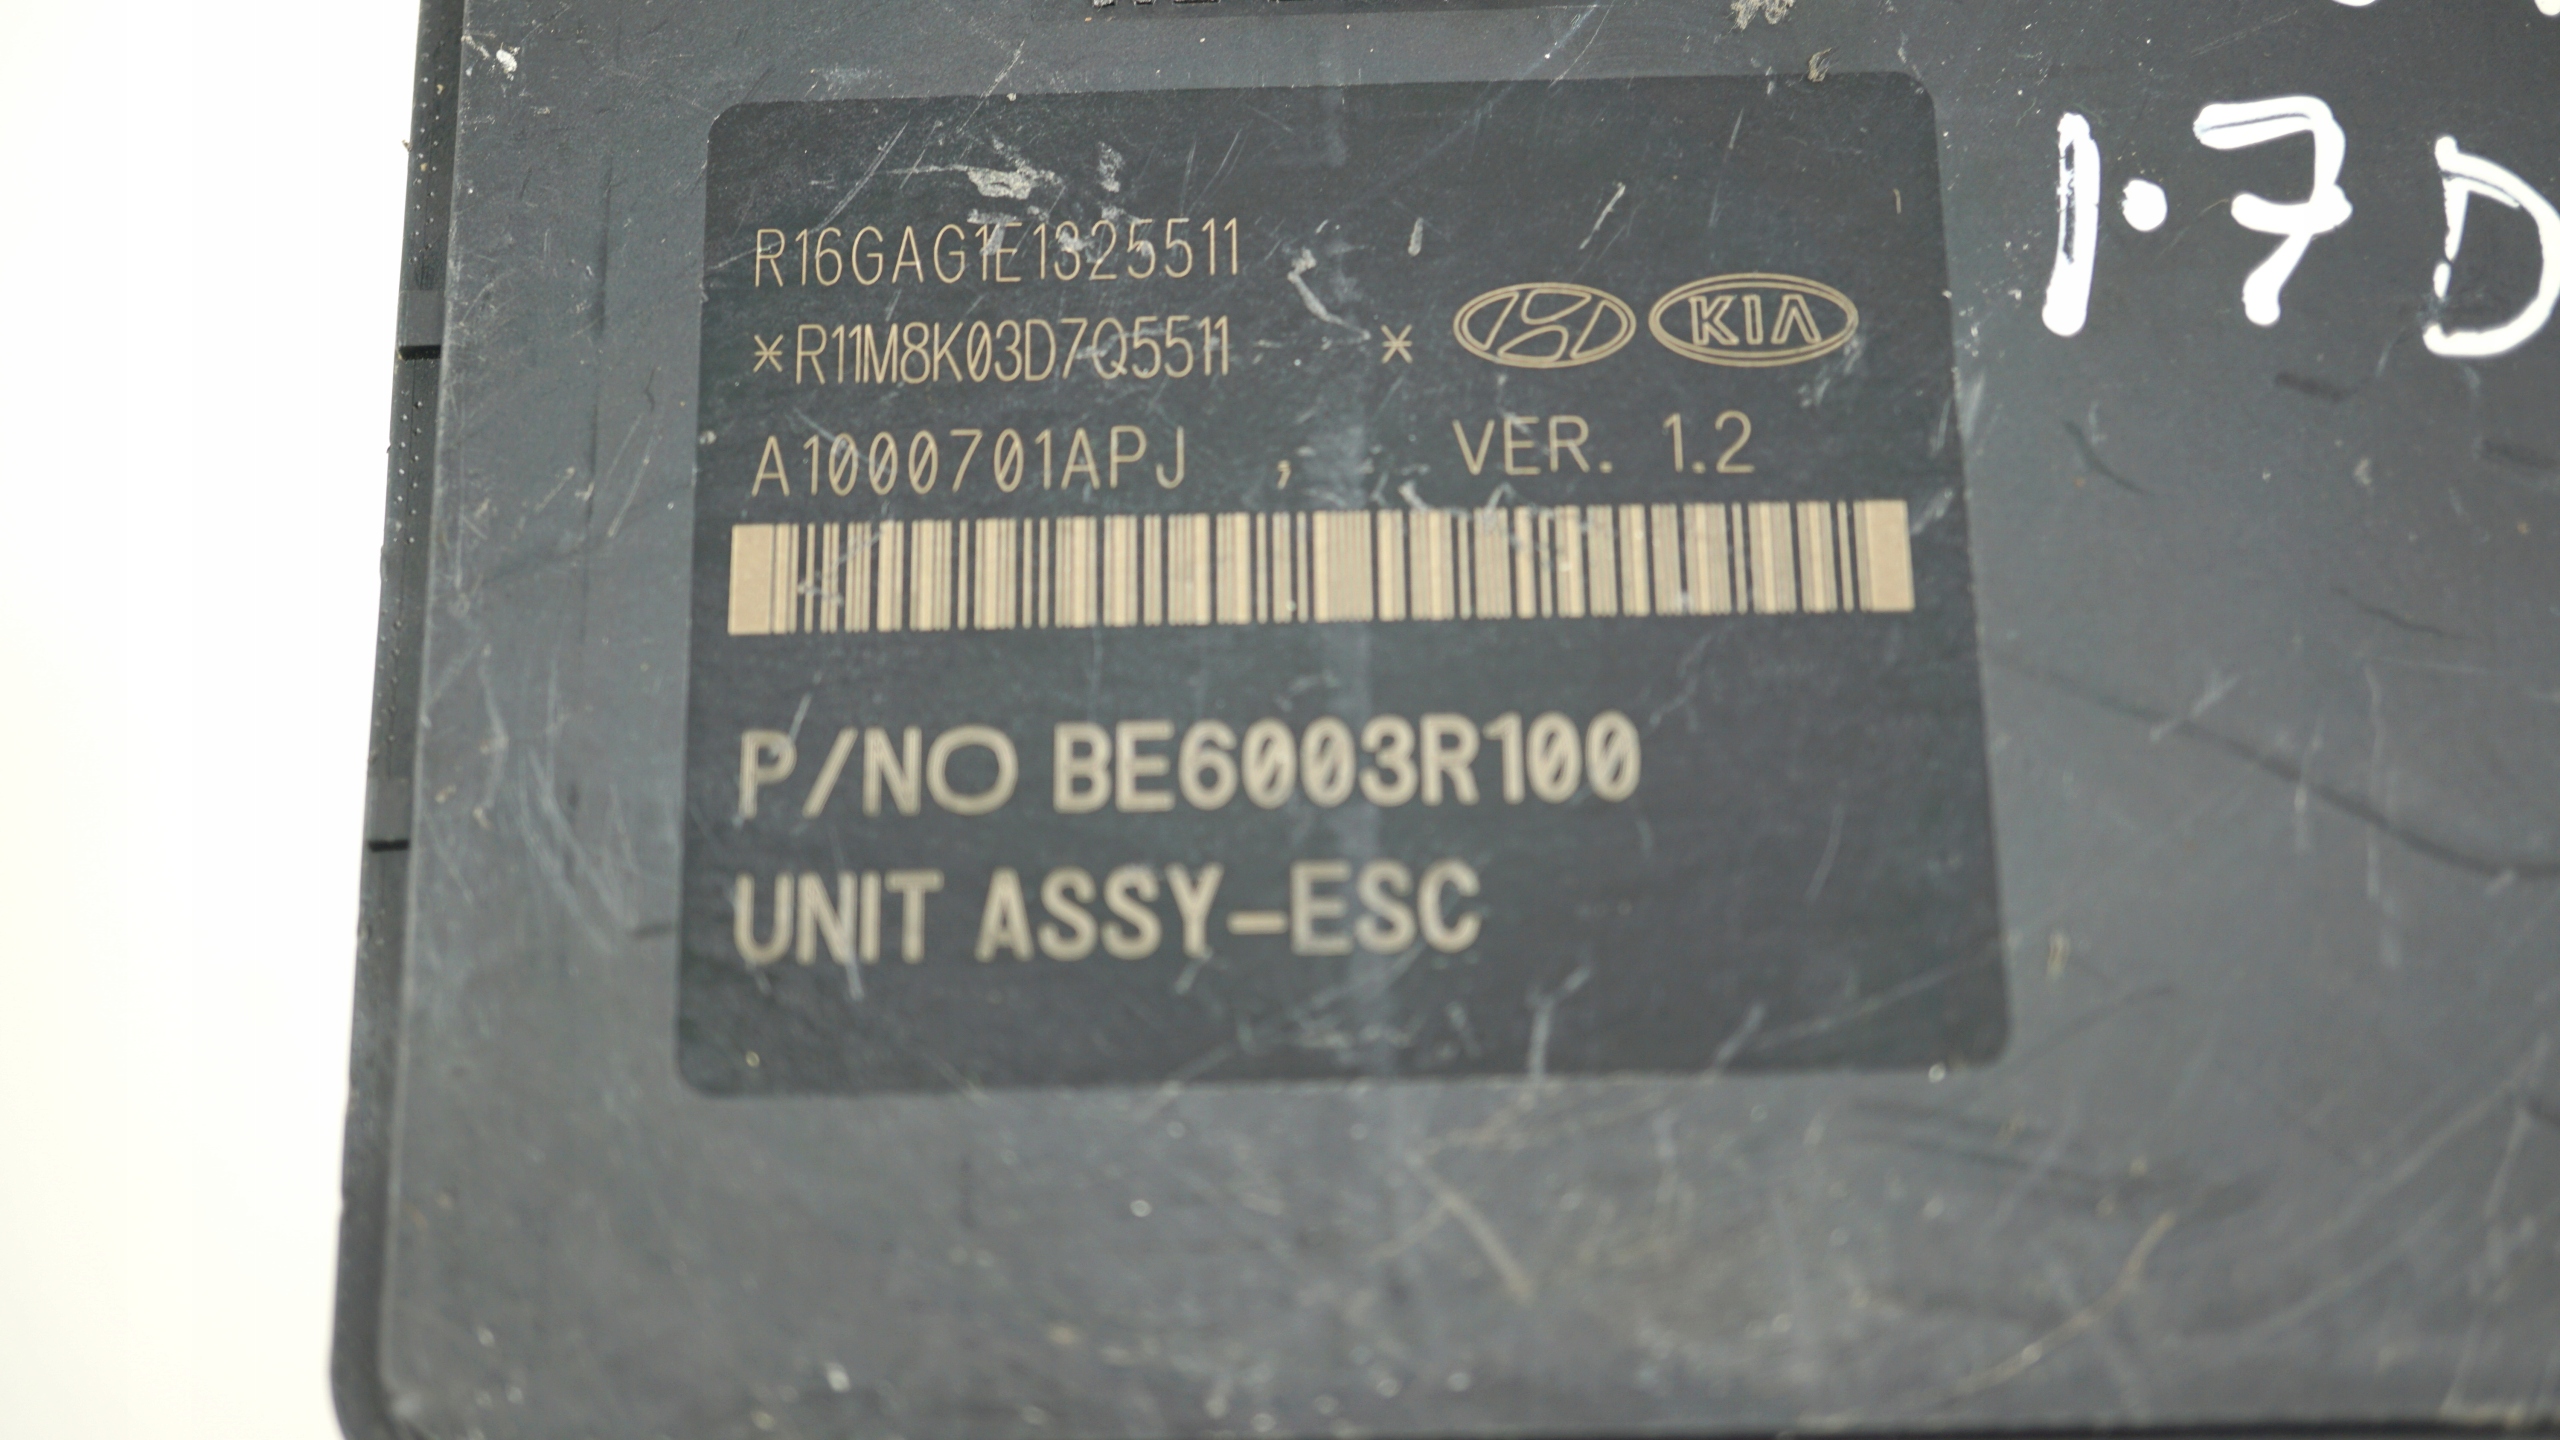 R16GAG1E1325511
*R11M8K03D7Q5511 *
KIA
A1000701APJ , VER. 1.2
1.7D
P/NO BE6003R100
UNIT ASSY-ESC